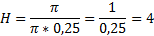 H = π / (π * 0,25) = 1 / 0,25 = 4